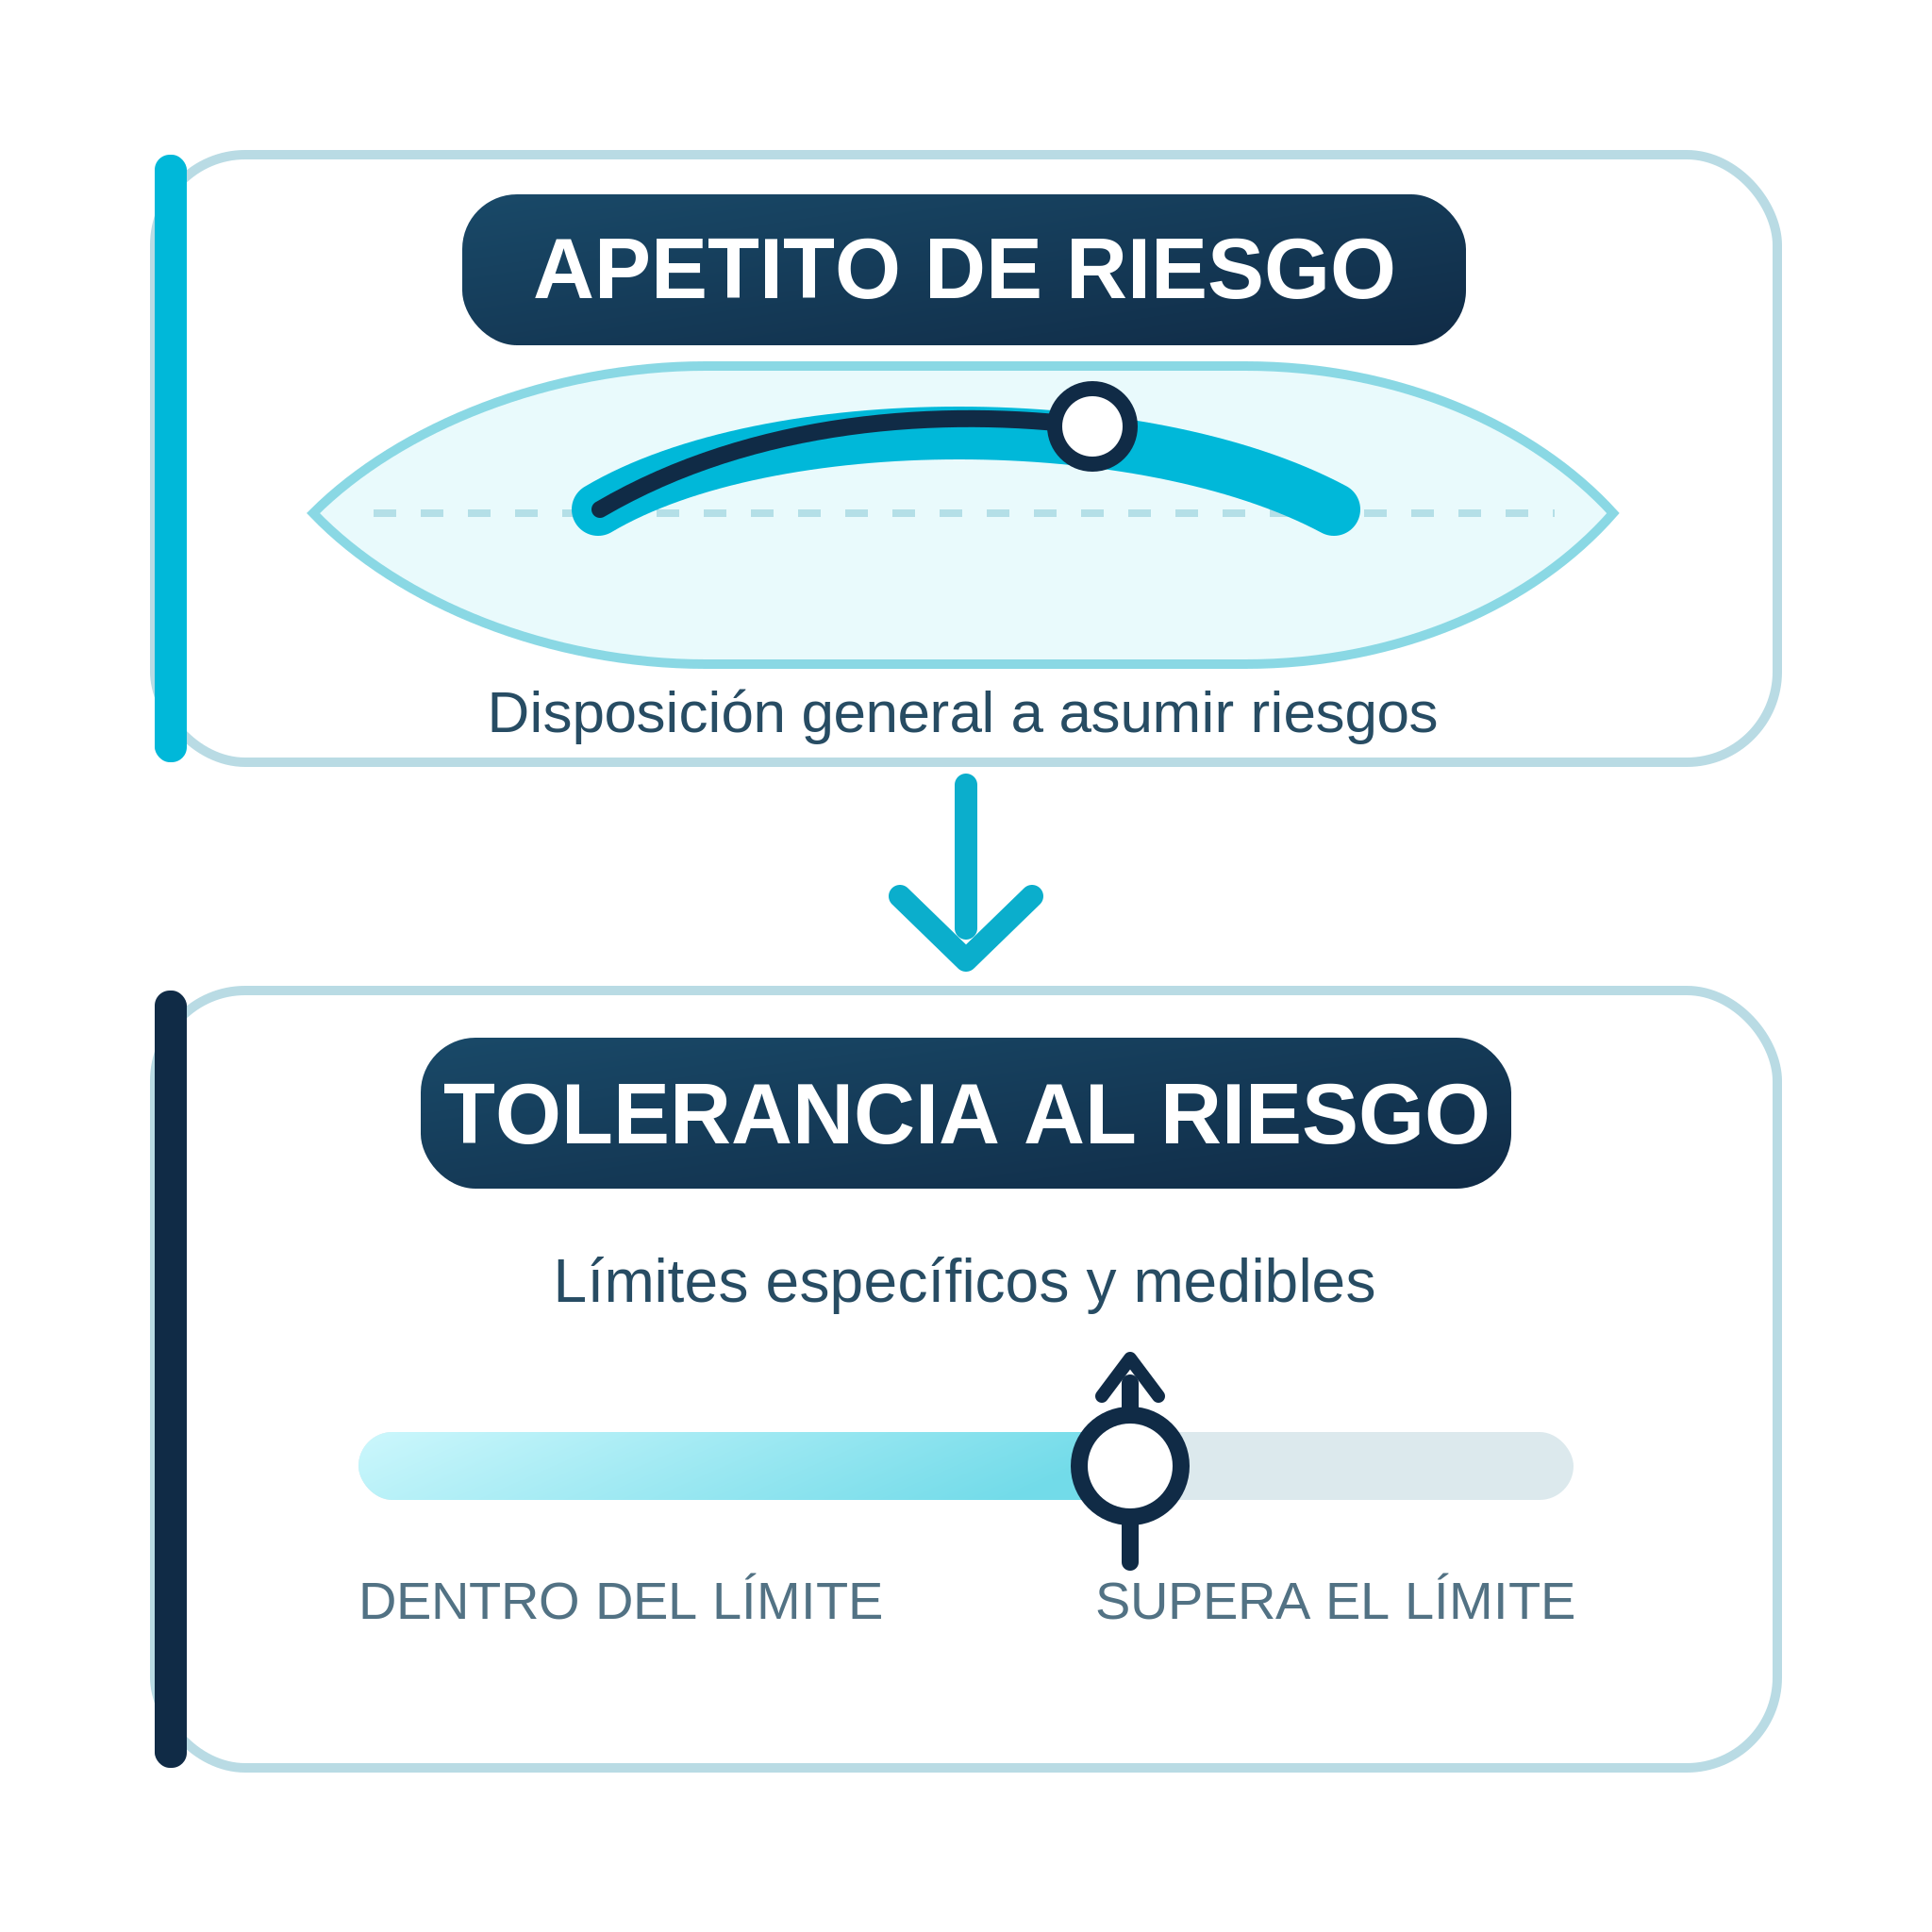 APETITO DE RIESGO
Disposición general a asumir riesgos
TOLERANCIA AL RIESGO
Límites específicos y medibles
DENTRO DEL LÍMITE
SUPERA EL LÍMITE